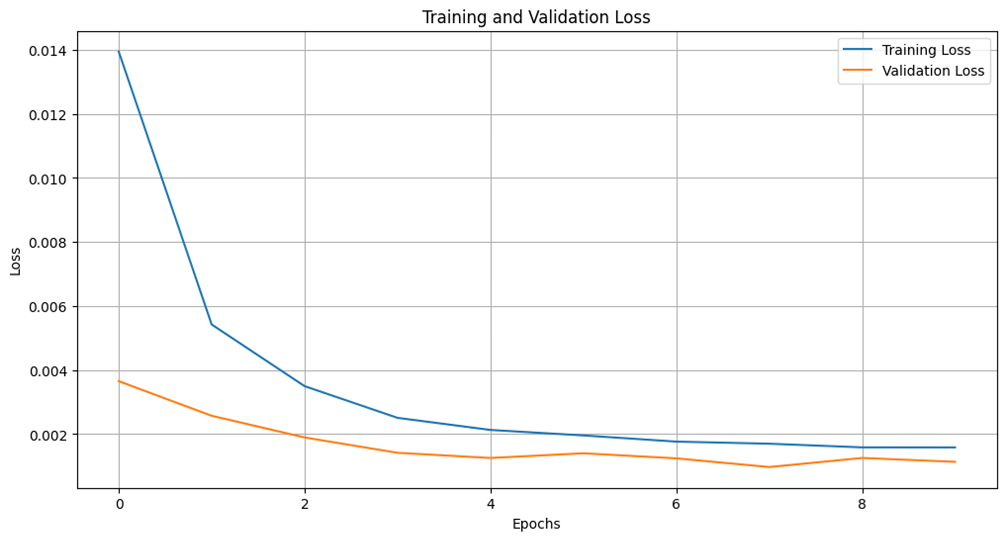 Training and Validation Loss
Training Loss
Validation Loss
0.014
0.012
0.010
0.008
0.006
0.004
0.002
Loss
0 2 4 6 8
Epochs